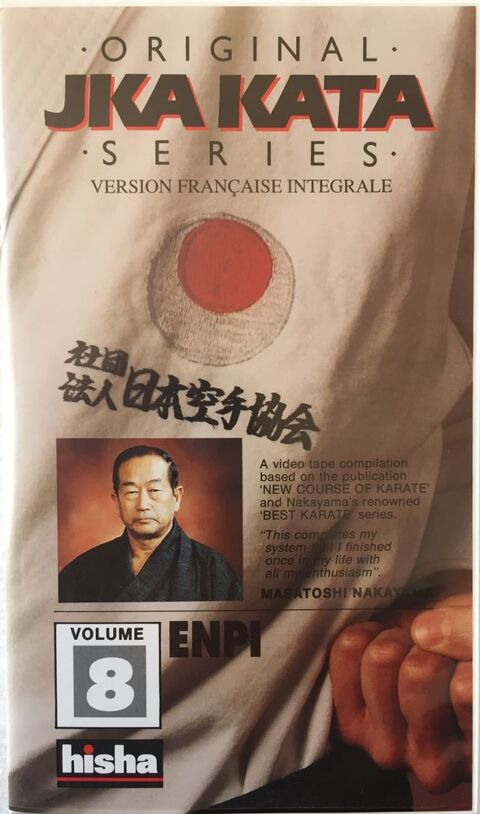 ·ORIGINAL·
JKA KATA
·SERIES·
VERSION FRANÇAISE INTEGRALE
社団
法人日本空手協会
A video tape compilation
based on the publication
‘NEW COURSE OF KARATE’
and Nakayama's renowned
‘BEST KARATE’ series.
“This completes my
system that I finished
once in my life with
all my enthusiasm”.
MASATOSHI NAKAYAMA
VOLUME
8
ENPI
hisha